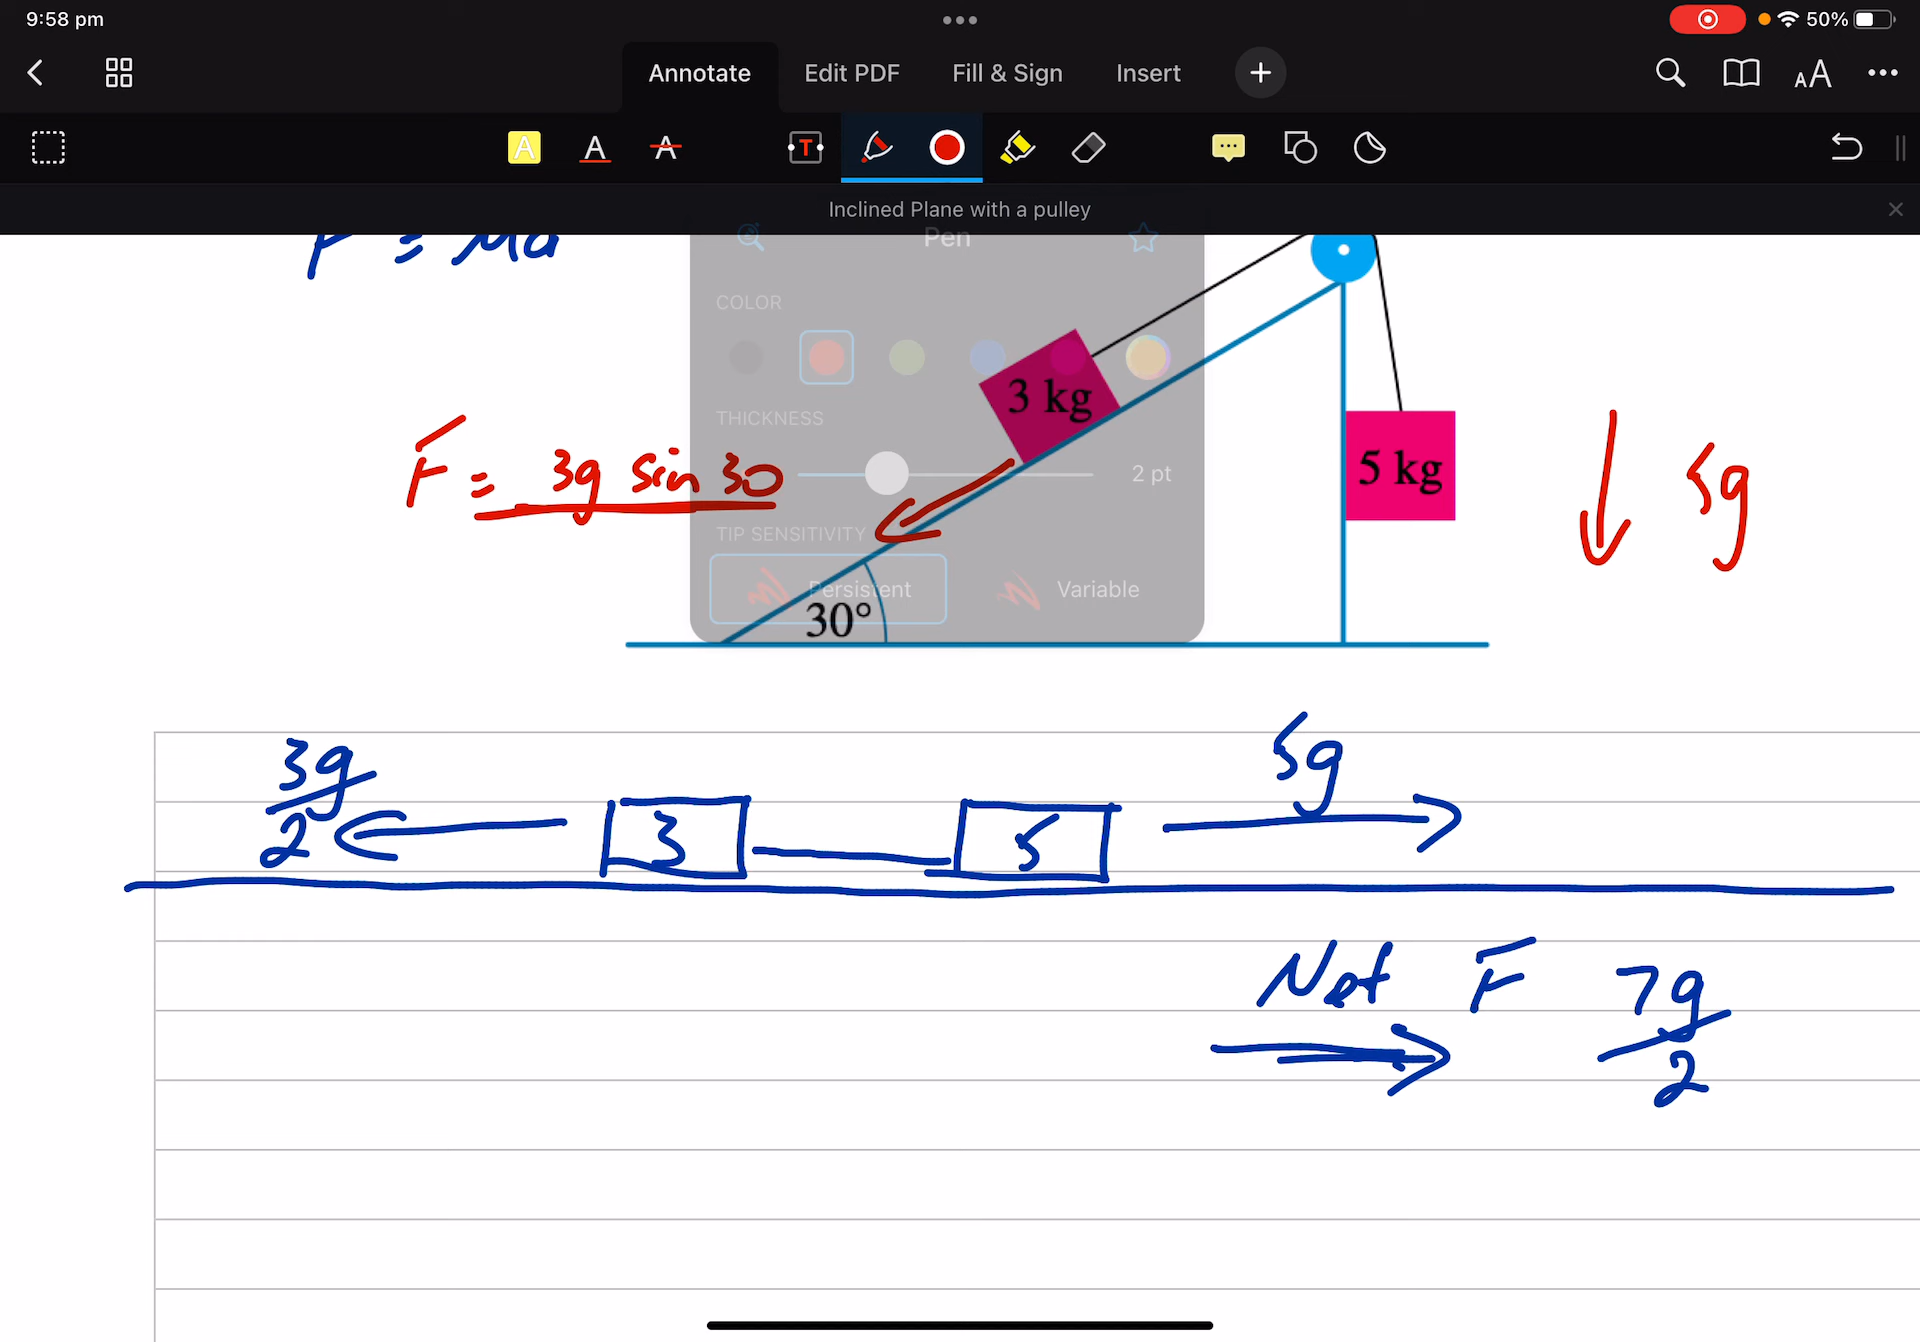 9:58 pm
50%
Annotate
Edit PDF
Fill & Sign
Insert
AA
A A A T
Inclined Plane with a pulley
F = Ma
Pen
COLOR
3 kg
THICKNESS
F = 3g sin 30
2 pt
5 kg
5g
TIP SENSITIVITY
Persistent
Variable
30°
3g
2
3
5
5g
Net F 7g
2